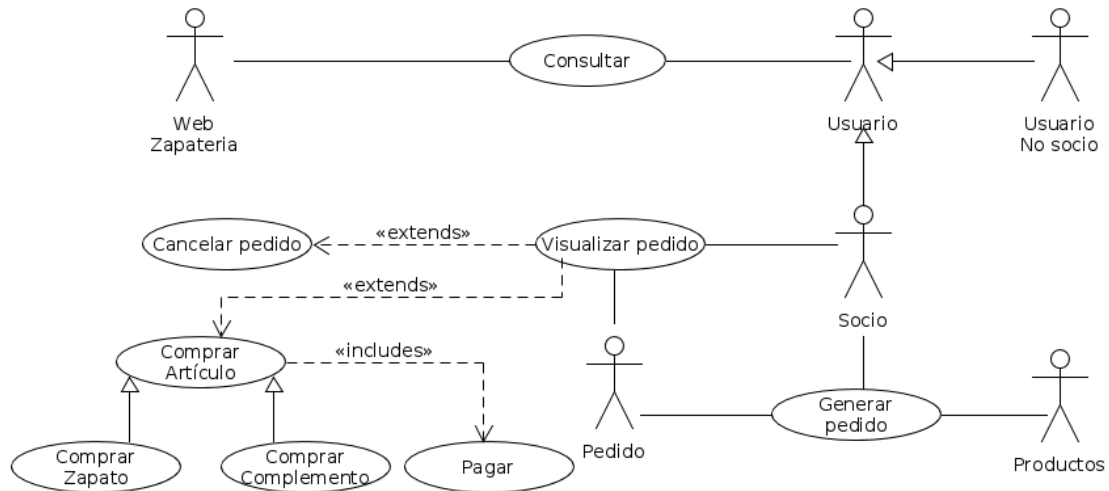 Consultar
Web
Zapateria
Usuario
Usuario
No socio
Cancelar pedido
«extends»
Visualizar pedido
«extends»
Socio
Comprar
Artículo
«includes»
Pedido
Generar
pedido
Productos
Comprar
Zapato
Comprar
Complemento
Pagar